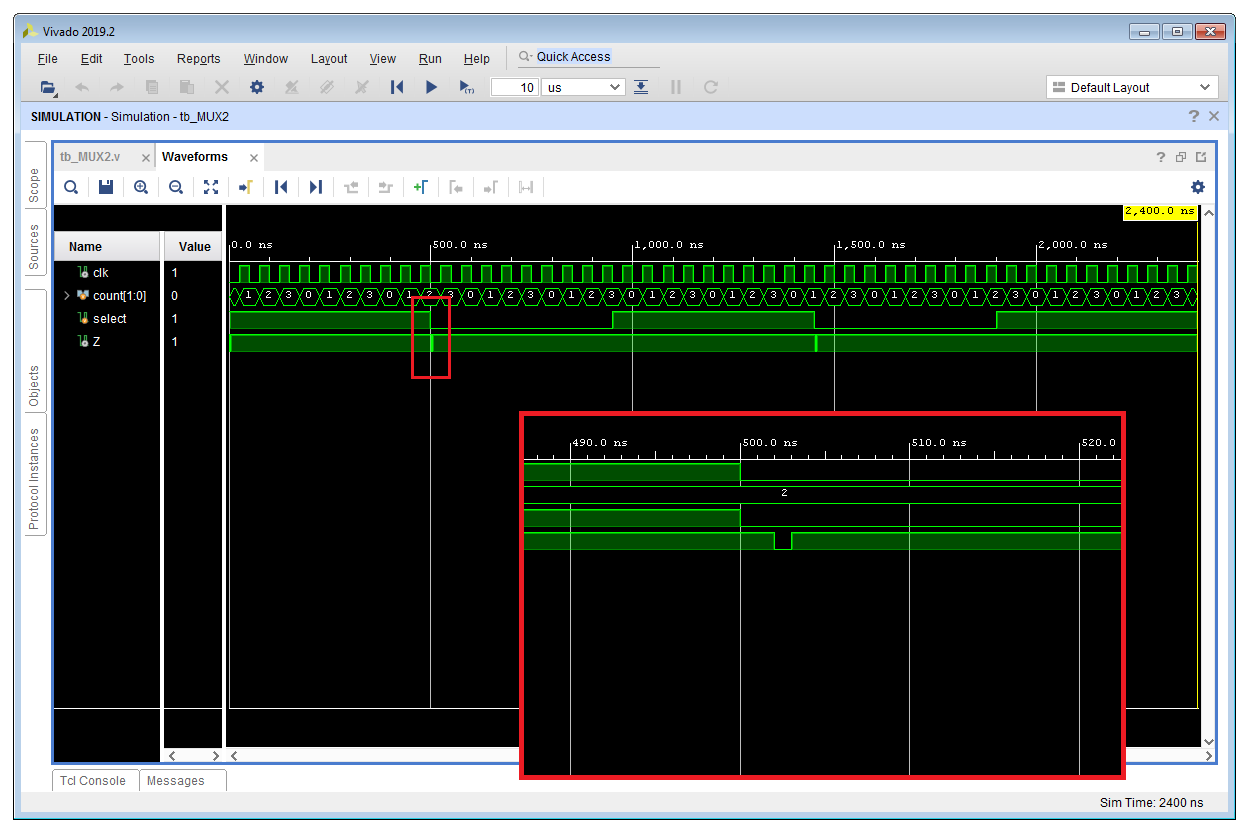 Vivado 2019.2
File Edit Tools Reports Window Layout View Run Help Quick Access
10 us Default Layout
SIMULATION - Simulation - tb_MUX2
tb_MUX2.v Waveforms
Scope
Sources
Objects
Protocol Instances
2,400.0 ns
Name Value 0.0 ns 500.0 ns 1,000.0 ns 1,500.0 ns 2,000.0 ns
clk 1
count[1:0] 0 1 2 3 0 1 2 3 0 1 2 3 0 1 2 3 0 1 2 3 0 1 2 3 0 1 2 3 0 1 2 3 0 1 2 3 0 1 2 3 0 1 2 3 0 1 2 3
select 1
Z 1
490.0 ns 500.0 ns 510.0 ns 520.0
2
Tcl Console Messages
Sim Time: 2400 ns